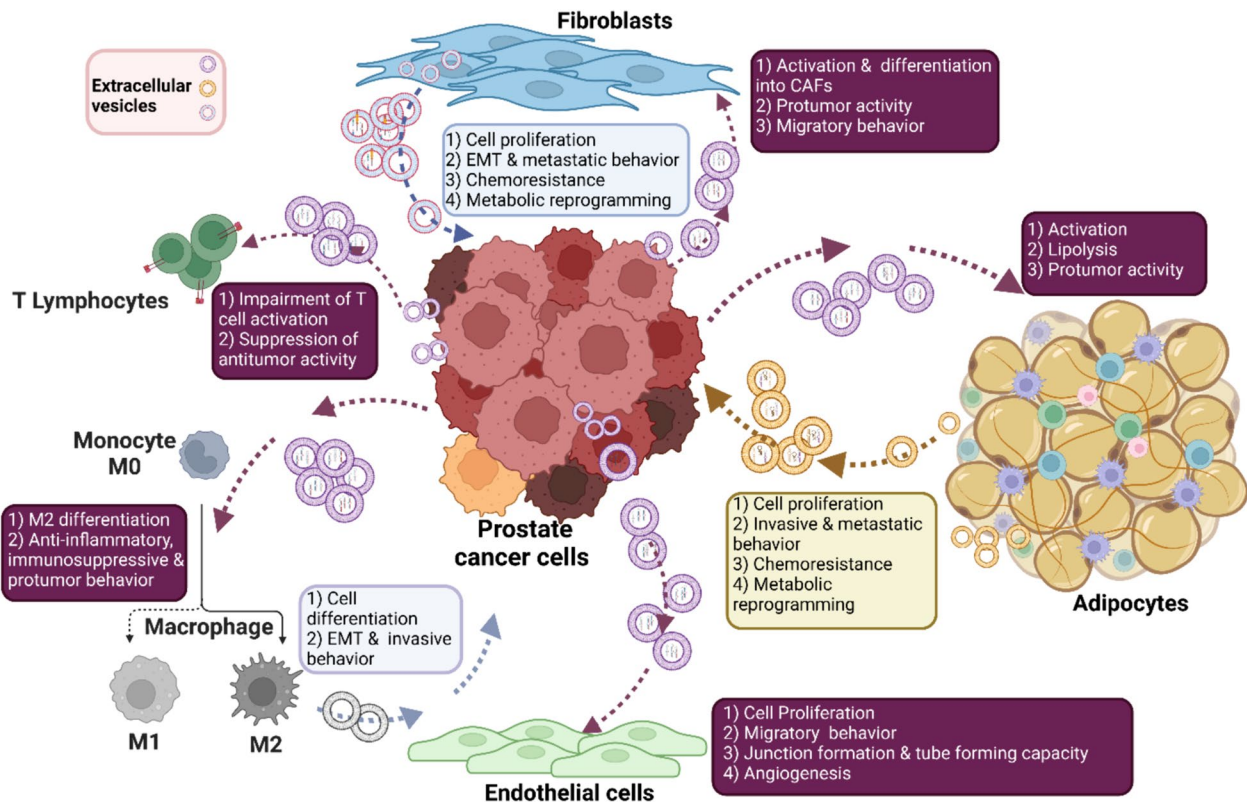 Fibroblasts
Extracellular
vesicles
1) Activation & differentiation
into CAFs
2) Protumor activity
3) Migratory behavior
1) Cell proliferation
2) EMT & metastatic behavior
3) Chemoresistance
4) Metabolic reprogramming
1) Activation
2) Lipolysis
3) Protumor activity
T Lymphocytes
1) Impairment of T
cell activation
2) Suppression of
antitumor activity
Monocyte
M0
1) M2 differentiation
2) Anti-inflammatory,
immunosuppressive &
protumor behavior
Prostate
cancer cells
1) Cell proliferation
2) Invasive & metastatic
behavior
3) Chemoresistance
4) Metabolic
reprogramming
Adipocytes
Macrophage
1) Cell
differentiation
2) EMT & invasive
behavior
M1
M2
1) Cell Proliferation
2) Migratory behavior
3) Junction formation & tube forming capacity
4) Angiogenesis
Endothelial cells